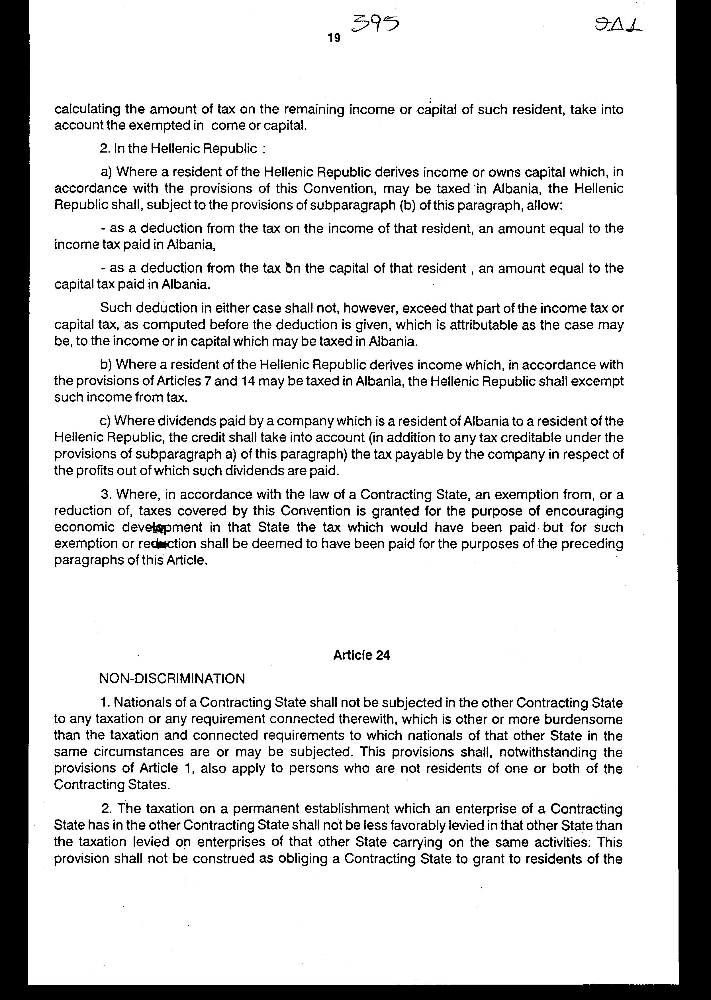 395
19
calculating the amount of tax on the remaining income or capital of such resident, take into
account the exempted in come or capital.
2. In the Hellenic Republic :
a) Where a resident of the Hellenic Republic derives income or owns capital which, in
accordance with the provisions of this Convention, may be taxed in Albania, the Hellenic
Republic shall, subject to the provisions of subparagraph (b) of this paragraph, allow:
- as a deduction from the tax on the income of that resident, an amount equal to the
income tax paid in Albania,
- as a deduction from the tax on the capital of that resident , an amount equal to the
capital tax paid in Albania.
Such deduction in either case shall not, however, exceed that part of the income tax or
capital tax, as computed before the deduction is given, which is attributable as the case may
be, to the income or in capital which may be taxed in Albania.
b) Where a resident of the Hellenic Republic derives income which, in accordance with
the provisions of Articles 7 and 14 may be taxed in Albania, the Hellenic Republic shall excempt
such income from tax.
c) Where dividends paid by a company which is a resident of Albania to a resident of the
Hellenic Republic, the credit shall take into account (in addition to any tax creditable under the
provisions of subparagraph a) of this paragraph) the tax payable by the company in respect of
the profits out of which such dividends are paid.
3. Where, in accordance with the law of a Contracting State, an exemption from, or a
reduction of, taxes covered by this Convention is granted for the purpose of encouraging
economic development in that State the tax which would have been paid but for such
exemption or reduction shall be deemed to have been paid for the purposes of the preceding
paragraphs of this Article.
Article 24
NON-DISCRIMINATION
1. Nationals of a Contracting State shall not be subjected in the other Contracting State
to any taxation or any requirement connected therewith, which is other or more burdensome
than the taxation and connected requirements to which nationals of that other State in the
same circumstances are or may be subjected. This provisions shall, notwithstanding the
provisions of Article 1, also apply to persons who are not residents of one or both of the
Contracting States.
2. The taxation on a permanent establishment which an enterprise of a Contracting
State has in the other Contracting State shall not be less favorably levied in that other State than
the taxation levied on enterprises of that other State carrying on the same activities. This
provision shall not be construed as obliging a Contracting State to grant to residents of the